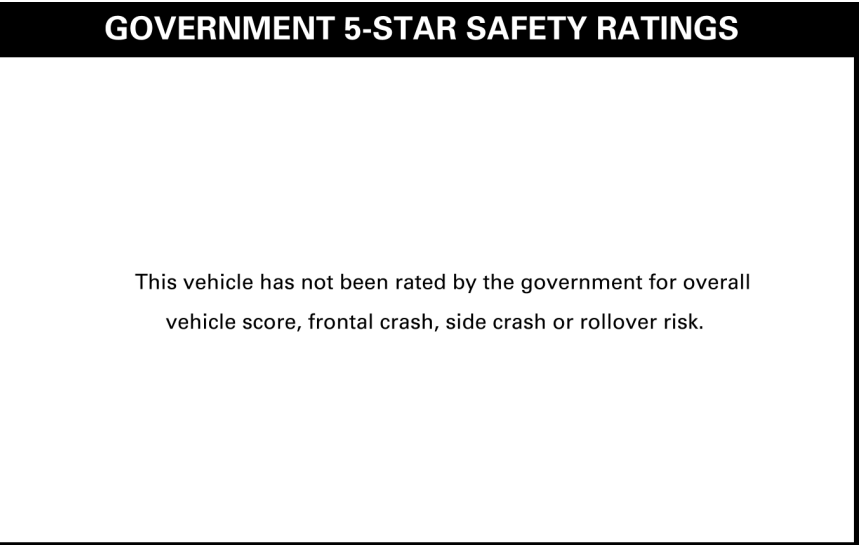 GOVERNMENT 5-STAR SAFETY RATINGS
This vehicle has not been rated by the government for overall
vehicle score, frontal crash, side crash or rollover risk.